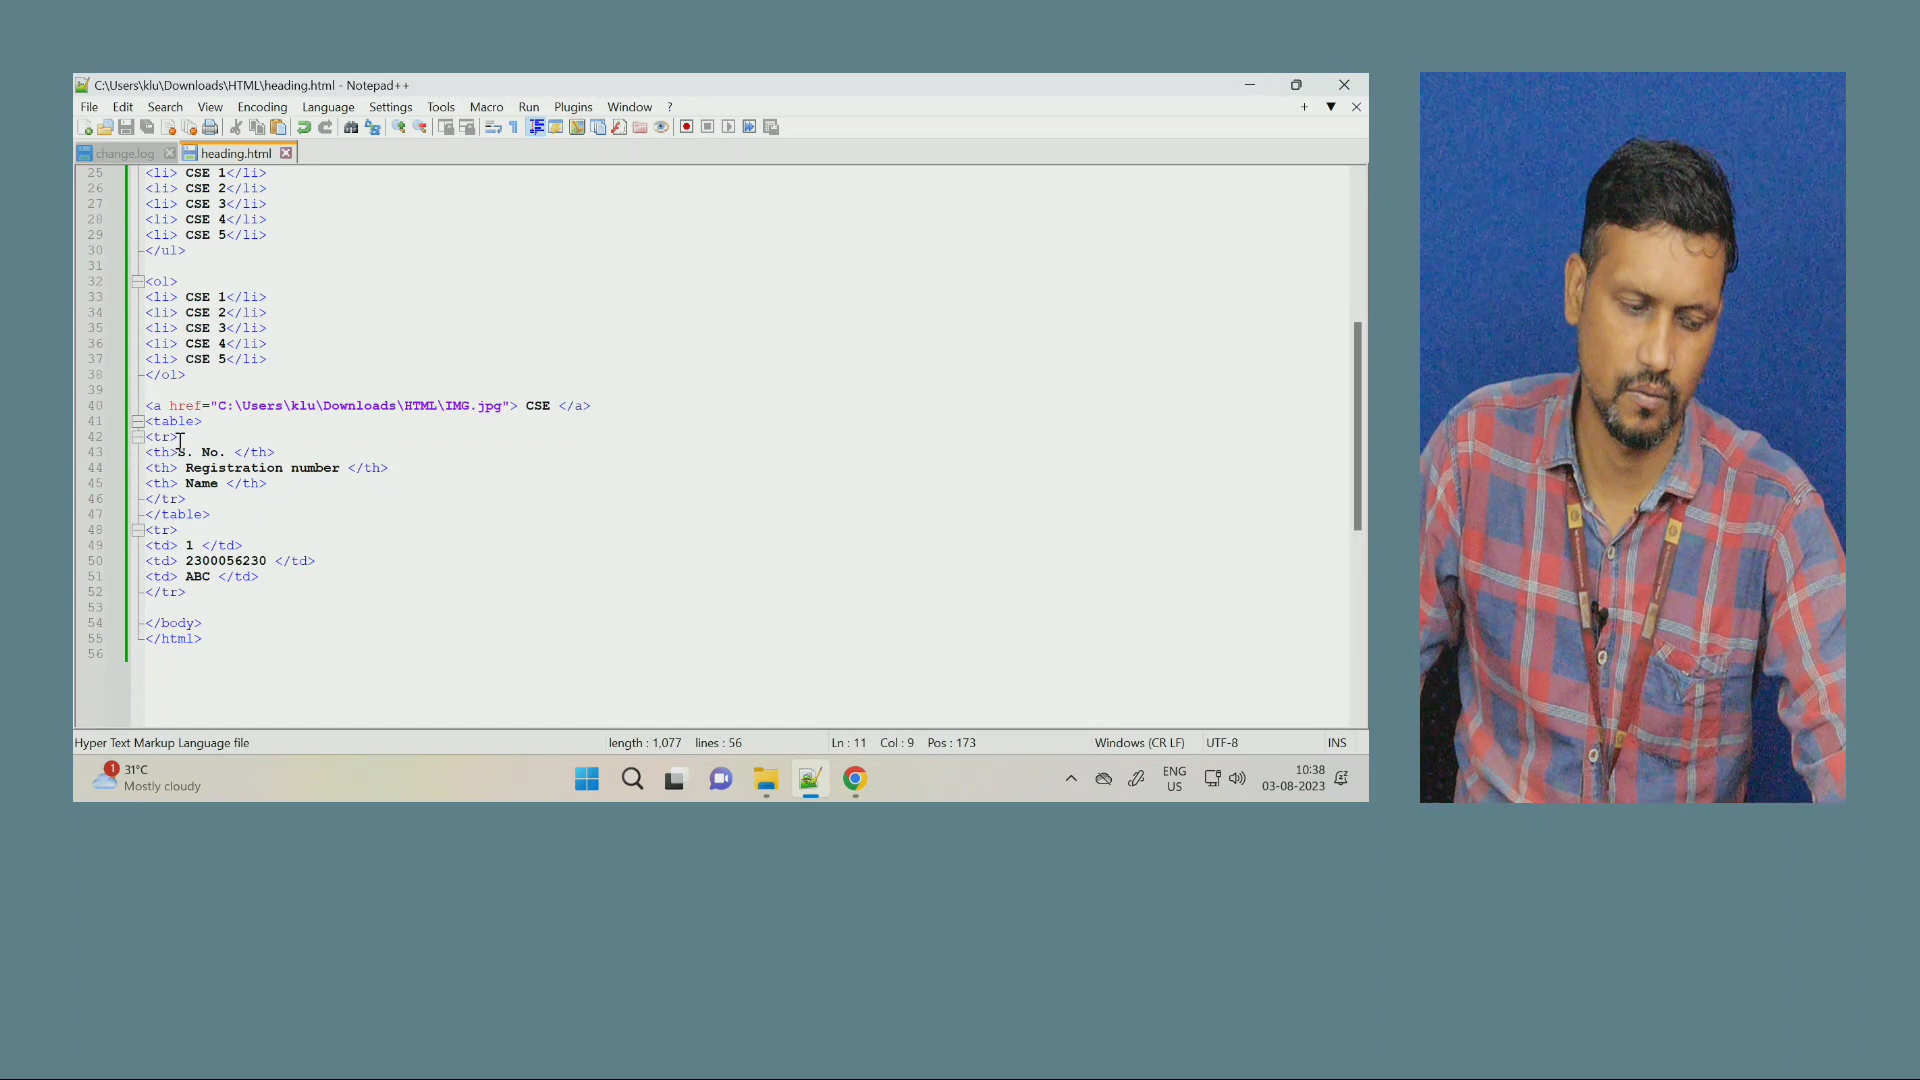 C:\Users\klu\Downloads\HTML\heading.html - Notepad++
File Edit Search View Encoding Language Settings Tools Macro Run Plugins Window ?
change.log heading.html
25 <li> CSE 1</li>
26 <li> CSE 2</li>
27 <li> CSE 3</li>
28 <li> CSE 4</li>
29 <li> CSE 5</li>
30 </ul>
31
32 <ol>
33 <li> CSE 1</li>
34 <li> CSE 2</li>
35 <li> CSE 3</li>
36 <li> CSE 4</li>
37 <li> CSE 5</li>
38 </ol>
39
40 <a href="C:\Users\klu\Downloads\HTML\IMG.jpg"> CSE </a>
41 <table>
42 <tr>
43 <th>S. No. </th>
44 <th> Registration number </th>
45 <th> Name </th>
46 </tr>
47 </table>
48 <tr>
49 <td> 1 </td>
50 <td> 2300056230 </td>
51 <td> ABC </td>
52 </tr>
53
54 </body>
55 </html>
56
Hyper Text Markup Language file length : 1,077 lines : 56 Ln : 11 Col : 9 Pos : 173 Windows (CR LF) UTF-8 INS
1 31°C ENG 10:38
Mostly cloudy US 03-08-2023